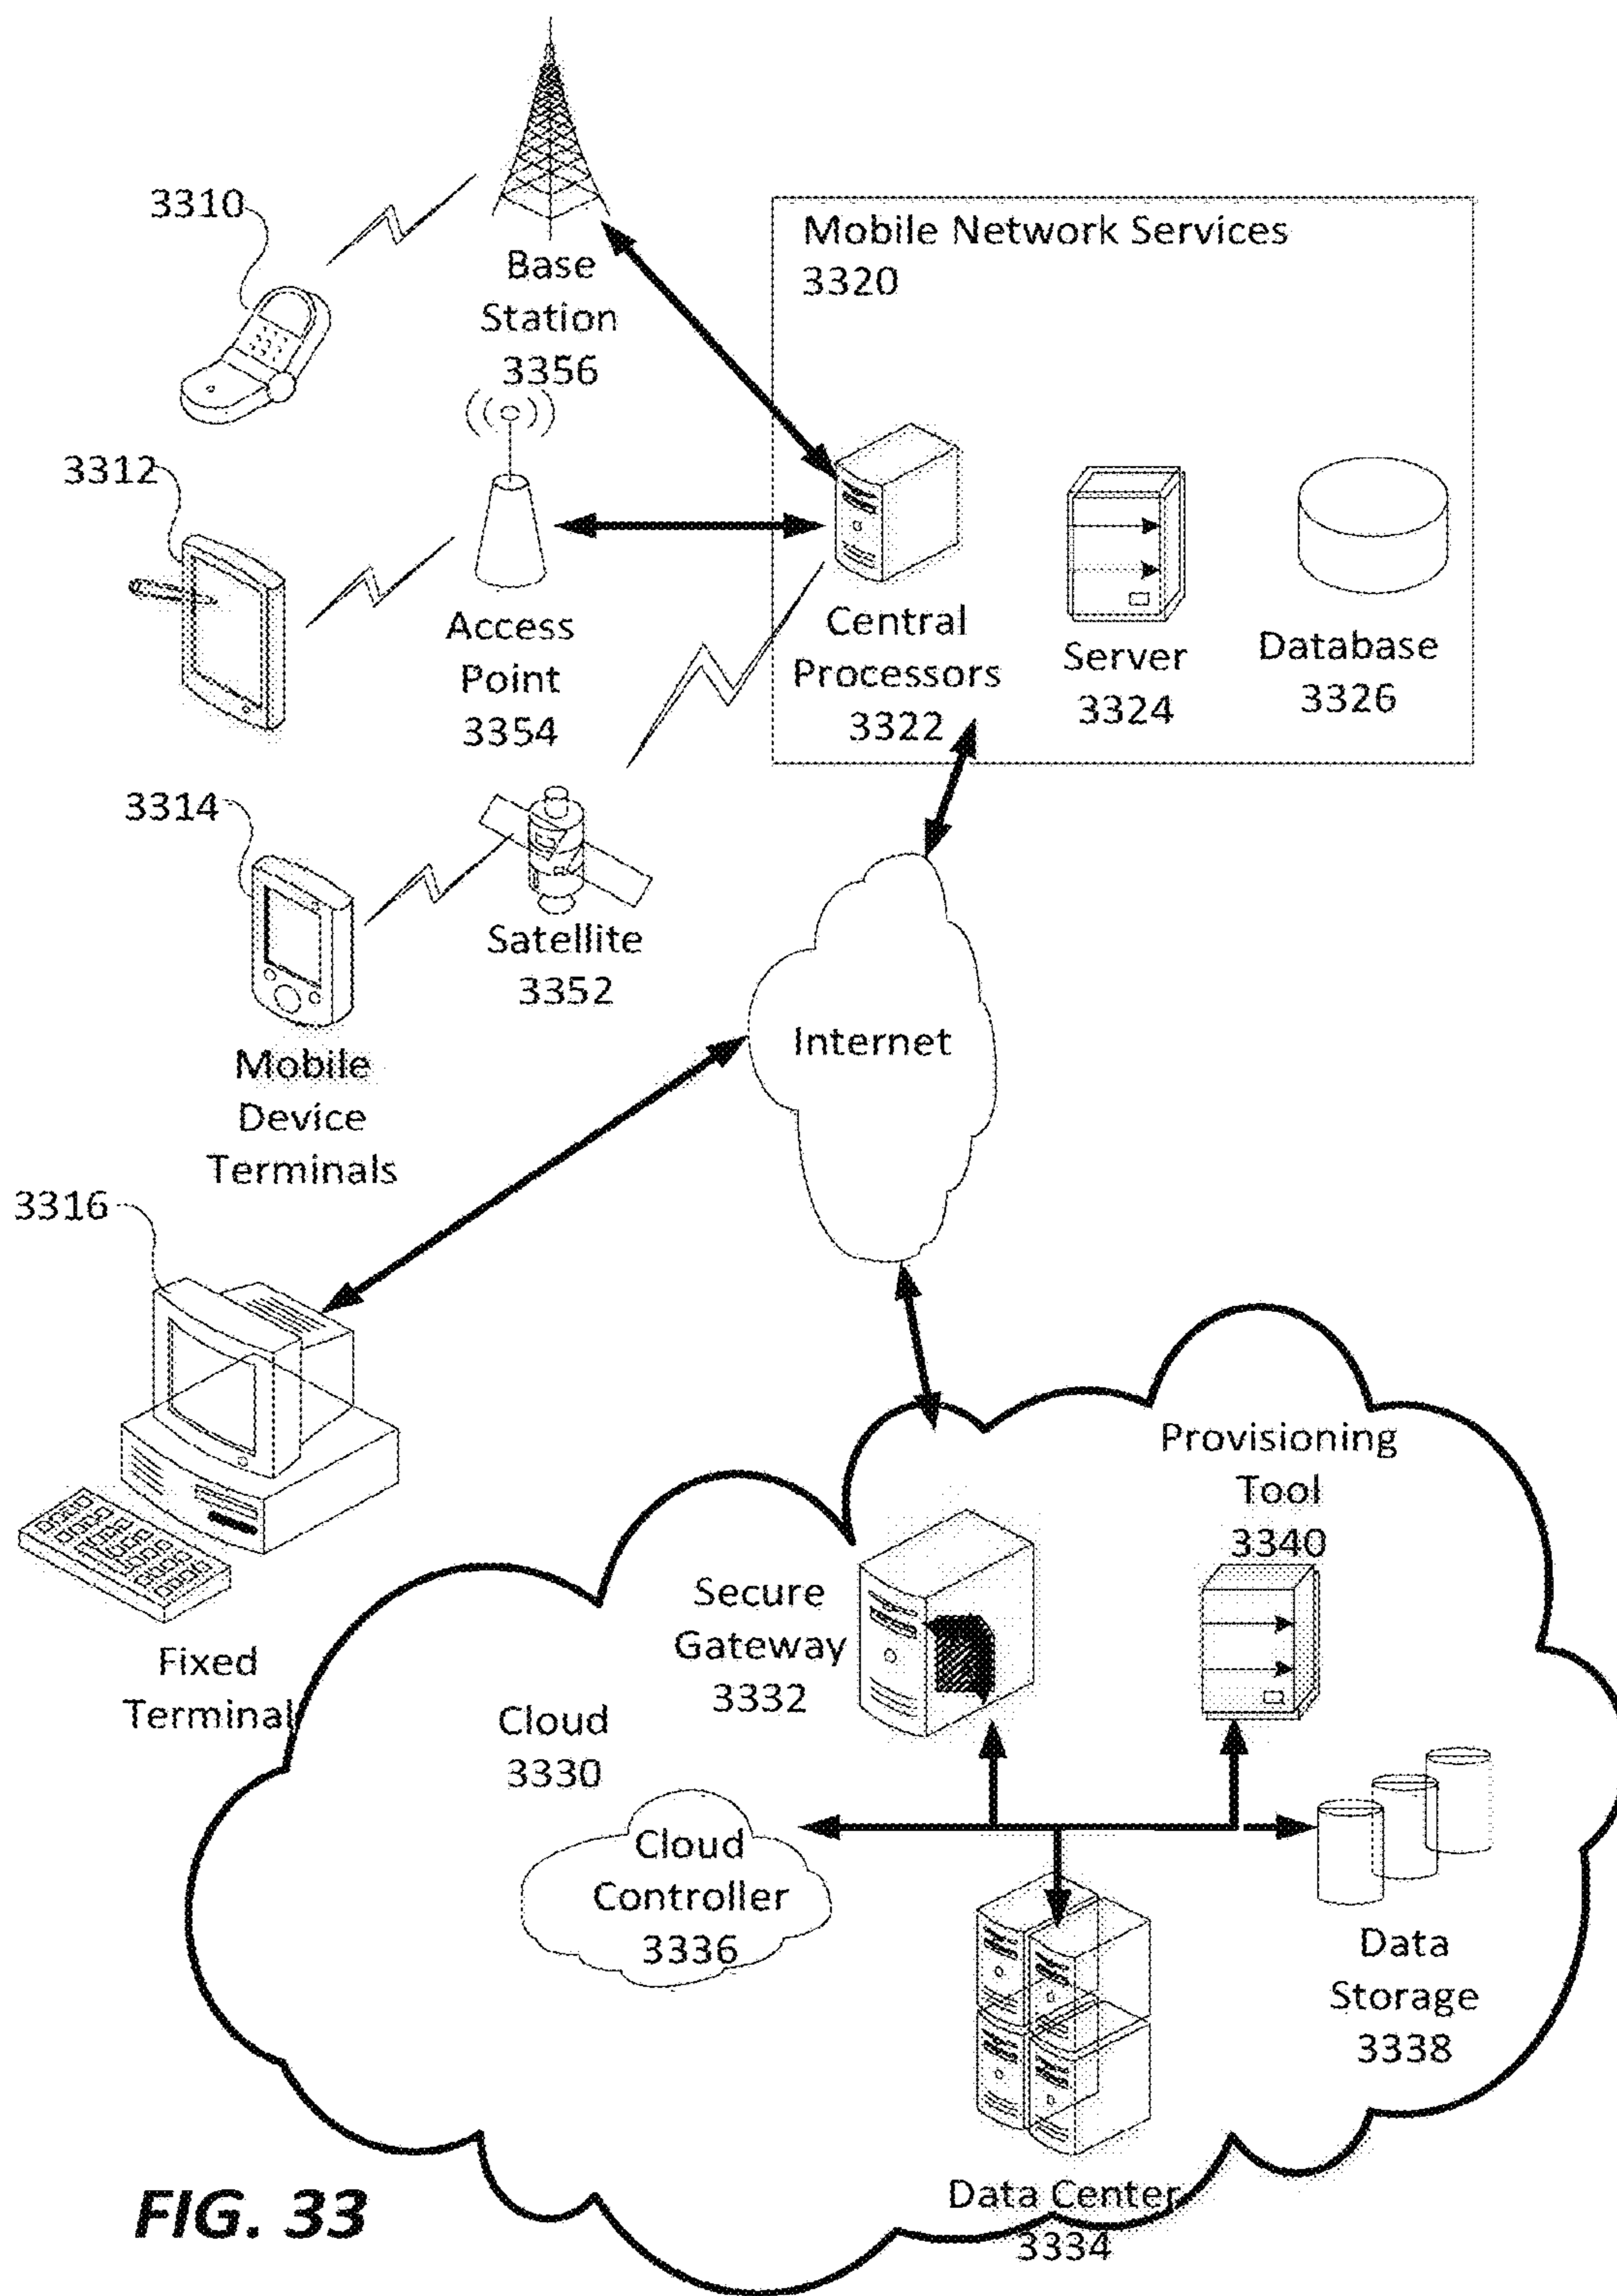 3310
Base
Station
3356
Mobile Network Services
3320
3312
Access
Point
3354
Central
Processors
3322
Server
3324
Database
3326
3314
Satellite
3352
Mobile
Device
Terminals
Internet
3316
Fixed
Terminal
Provisioning
Tool
3340
Secure
Gateway
3332
Cloud
3330
Cloud
Controller
3336
Data
Storage
3338
Data Center
3334
FIG. 33